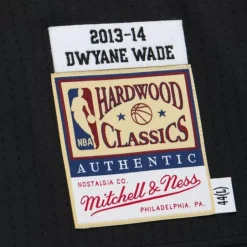 2013-14
DWYANE WADE
NBA
HARDWOOD
CLASSICS
AUTHENTIC
NOSTALGIA CO.
Mitchell & Ness
PHILADELPHIA, PA.
44(L)